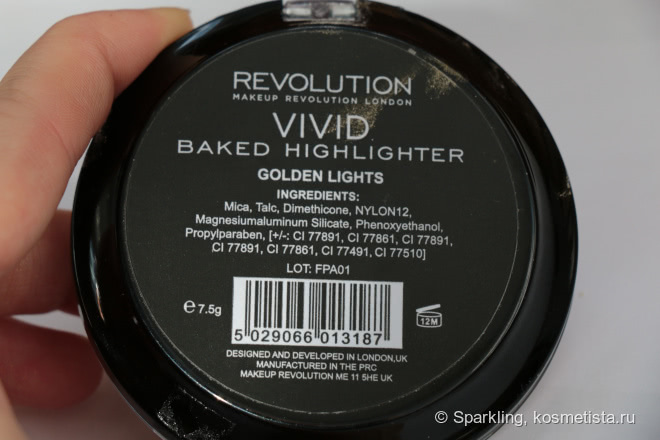 REVOLUTION
MAKEUP REVOLUTION LONDON
VIVID
BAKED HIGHLIGHTER
GOLDEN LIGHTS
INGREDIENTS:
Mica, Talc, Dimethicone, NYLON12,
Magnesiumaluminum Silicate, Phenoxyethanol,
Propylparaben, [+/-: CI 77891, CI 77861, CI 77891,
CI 77891, CI 77861, CI 77491, CI 77510]
LOT: FPA01
e 7.5g
5 029066 013187
12M
DESIGNED AND DEVELOPED IN LONDON,UK
MANUFACTURED IN THE PRC
MAKEUP REVOLUTION ME 11 5HE UK
© Sparkling, kosmetista.ru